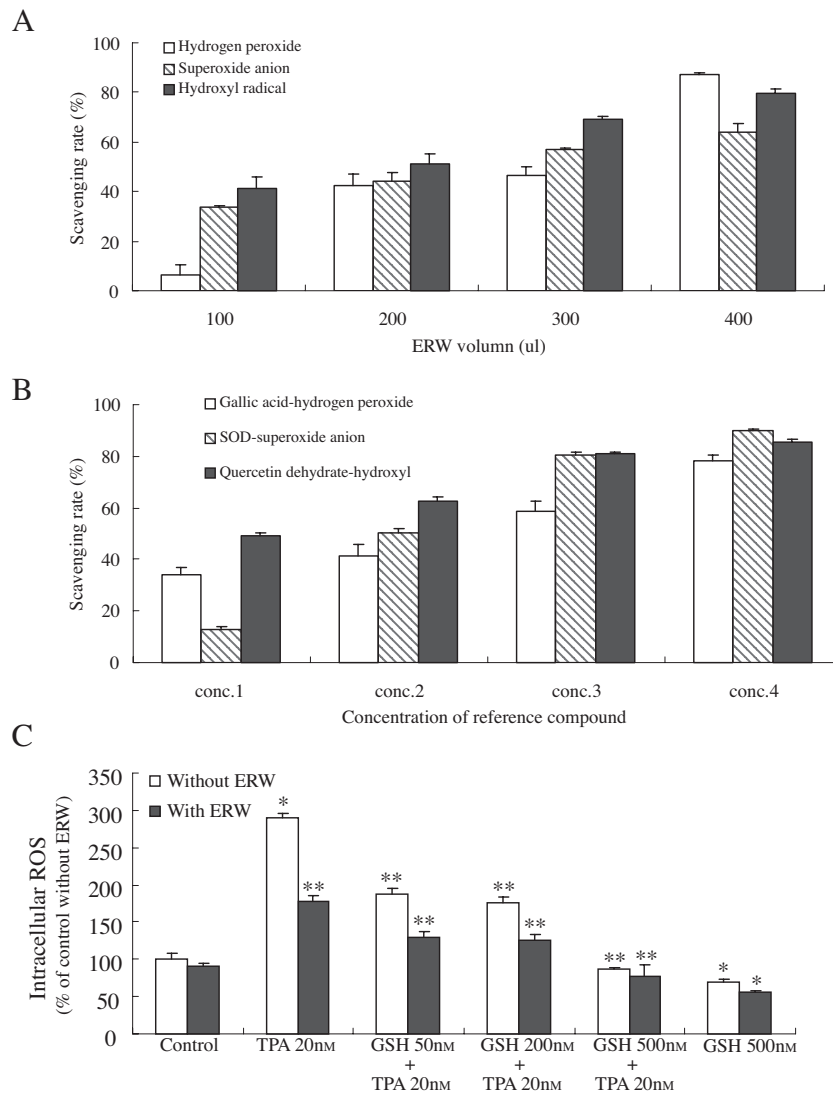 A
Hydrogen peroxide
Superoxide anion
Hydroxyl radical
Scavenging rate (%)
100
80
60
40
20
0
100 200 300 400
ERW volumn (ul)
B
Gallic acid-hydrogen peroxide
SOD-superoxide anion
Quercetin dehydrate-hydroxyl
Scavenging rate (%)
100
80
60
40
20
0
conc.1 conc.2 conc.3 conc.4
Concentration of reference compound
C
Without ERW
With ERW
Intracellular ROS
(% of control without ERW)
350
300
250
200
150
100
50
0
* ** ** ** ** ** ** ** * *
Control TPA 20nM GSH 50nM GSH 200nM GSH 500nM GSH 500nM
+ + +
TPA 20nM TPA 20nM TPA 20nM